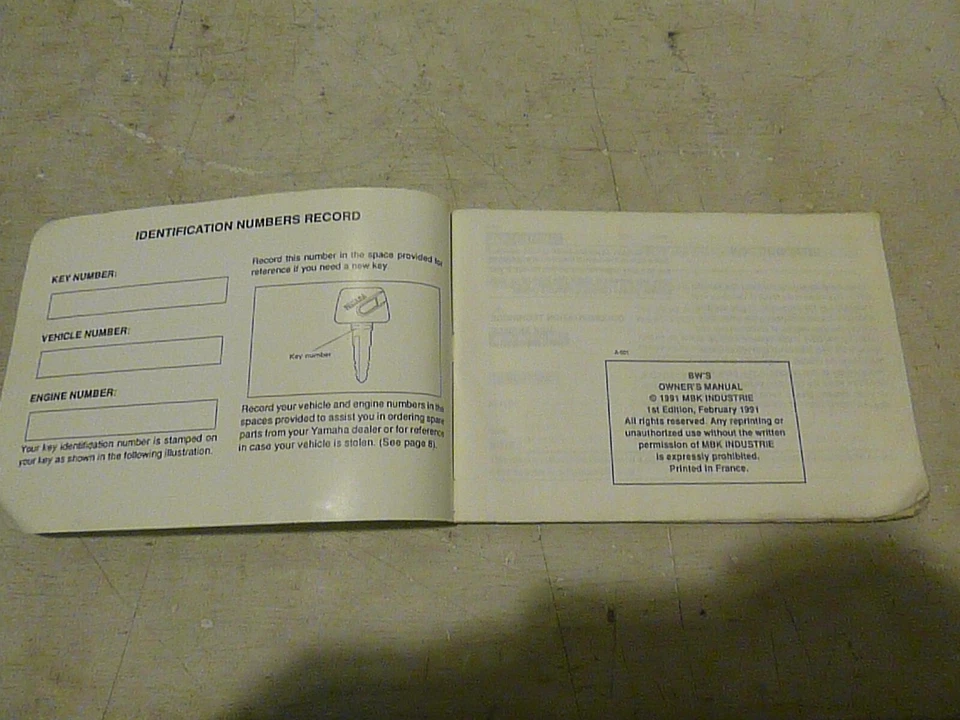 IDENTIFICATION NUMBERS RECORD
KEY NUMBER:
VEHICLE NUMBER:
ENGINE NUMBER:
Your key identification number is stamped on
your key as shown in the following illustration.
Record this number in the space provided for
reference if you need a new key.
YAMAHA
Key number
Record your vehicle and engine numbers in the
spaces provided to assist you in ordering spare
parts from your Yamaha dealer or for reference
in case your vehicle is stolen. (See page 8).
A-001
BW'S
OWNER'S MANUAL
© 1991 MBK INDUSTRIE
1st Edition, February 1991
All rights reserved. Any reprinting or
unauthorized use without the written
permission of MBK INDUSTRIE
is expressly prohibited.
Printed in France.